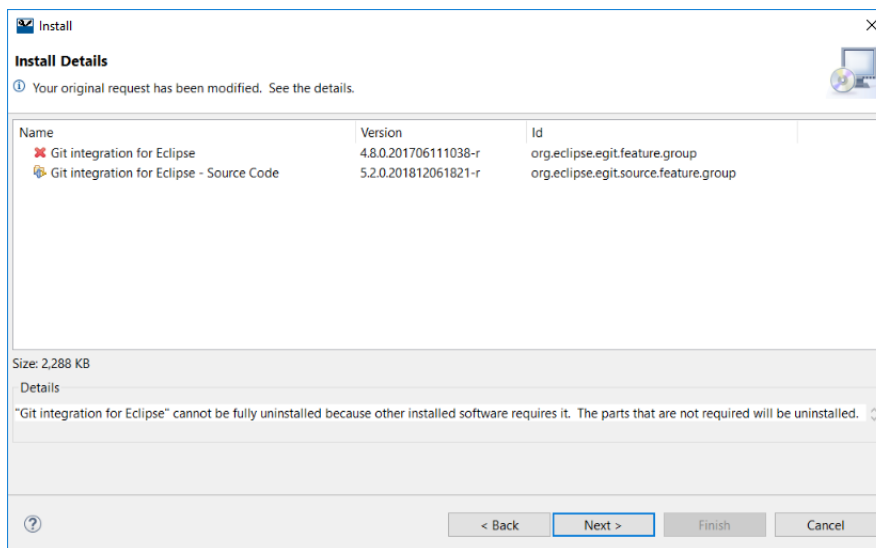 Install
Install Details
Your original request has been modified. See the details.
Name Version Id
Git integration for Eclipse 4.8.0.201706111038-r org.eclipse.egit.feature.group
Git integration for Eclipse - Source Code 5.2.0.201812061821-r org.eclipse.egit.source.feature.group
Size: 2,288 KB
Details
"Git integration for Eclipse" cannot be fully uninstalled because other installed software requires it. The parts that are not required will be uninstalled.
? < Back Next > Finish Cancel